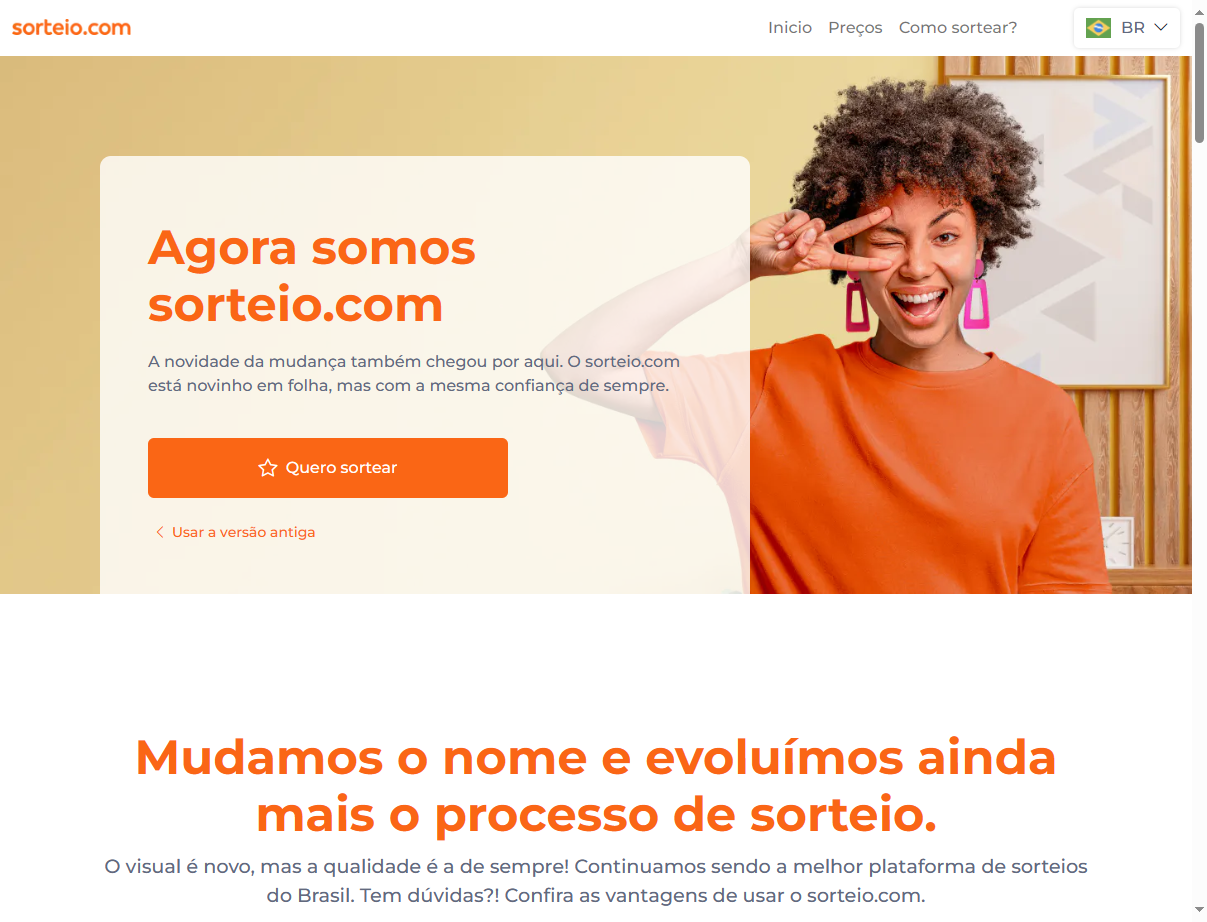 sorteio.com
Inicio
Preços
Como sortear?
BR
Agora somos
sorteio.com
A novidade da mudança também chegou por aqui. O sorteio.com
está novinho em folha, mas com a mesma confiança de sempre.
Quero sortear
Usar a versão antiga
Mudamos o nome e evoluímos ainda
mais o processo de sorteio.
O visual é novo, mas a qualidade é a de sempre! Continuamos sendo a melhor plataforma de sorteios
do Brasil. Tem dúvidas?! Confira as vantagens de usar o sorteio.com.